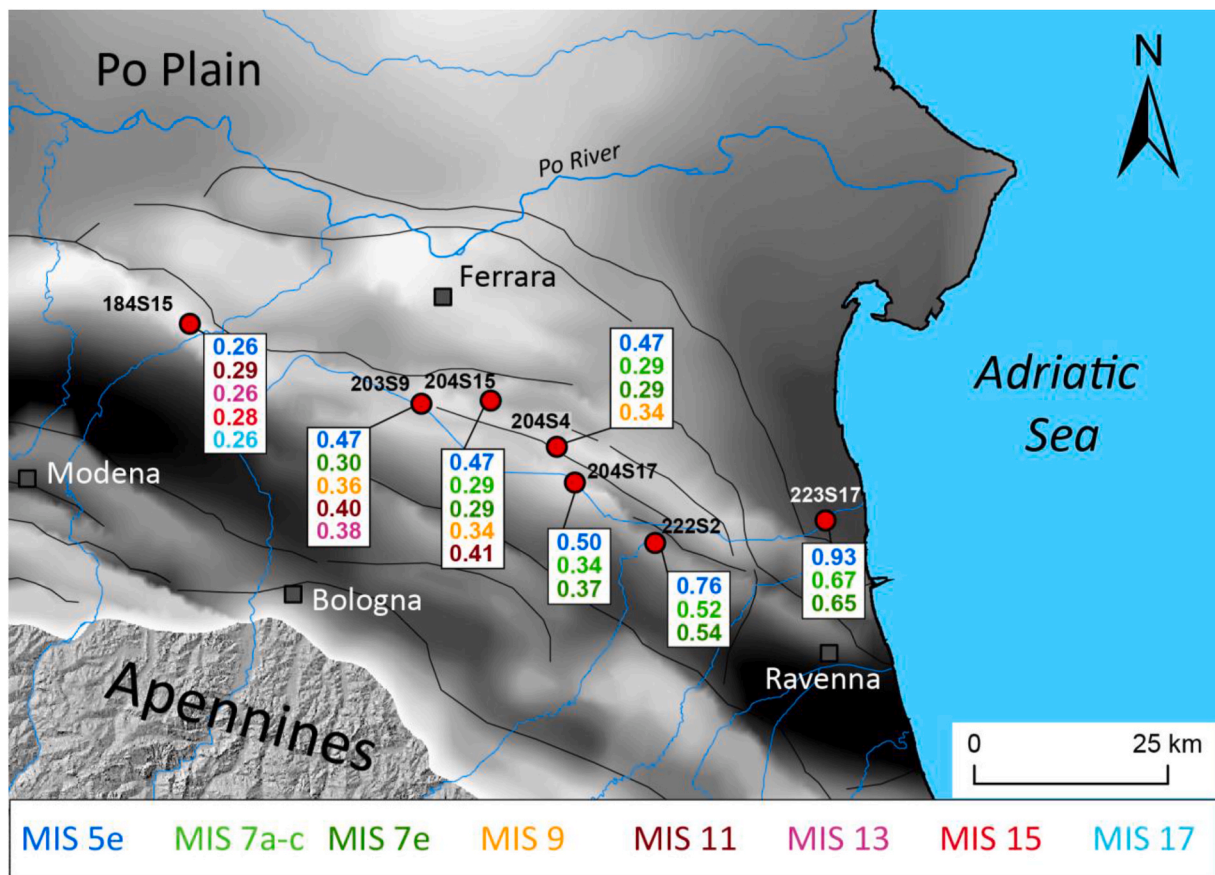 Po Plain
N
Po River
Ferrara
184S15
0.26
0.29
0.26
0.28
0.26
203S9
0.47
0.30
0.36
0.40
0.38
204S15
0.47
0.29
0.29
0.34
0.41
204S4
0.47
0.29
0.29
0.34
204S17
0.50
0.34
0.37
222S2
0.76
0.52
0.54
223S17
0.93
0.67
0.65
Adriatic
Sea
Modena
Bologna
Ravenna
Apennines
0 25 km
MIS 5e MIS 7a-c MIS 7e MIS 9 MIS 11 MIS 13 MIS 15 MIS 17